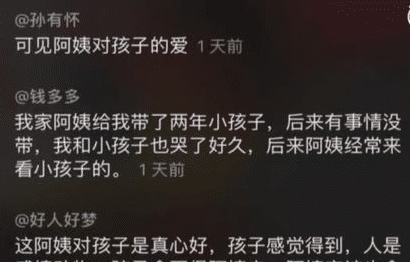 @孙有怀
可见阿姨对孩子的爱 1天前
@钱多多
我家阿姨给我带了两年小孩子，后来有事情没
带，我和小孩子也哭了好久，后来阿姨经常来
看小孩子的。 1天前
@好人好梦
这阿姨对孩子是真心好，孩子感觉得到，人是